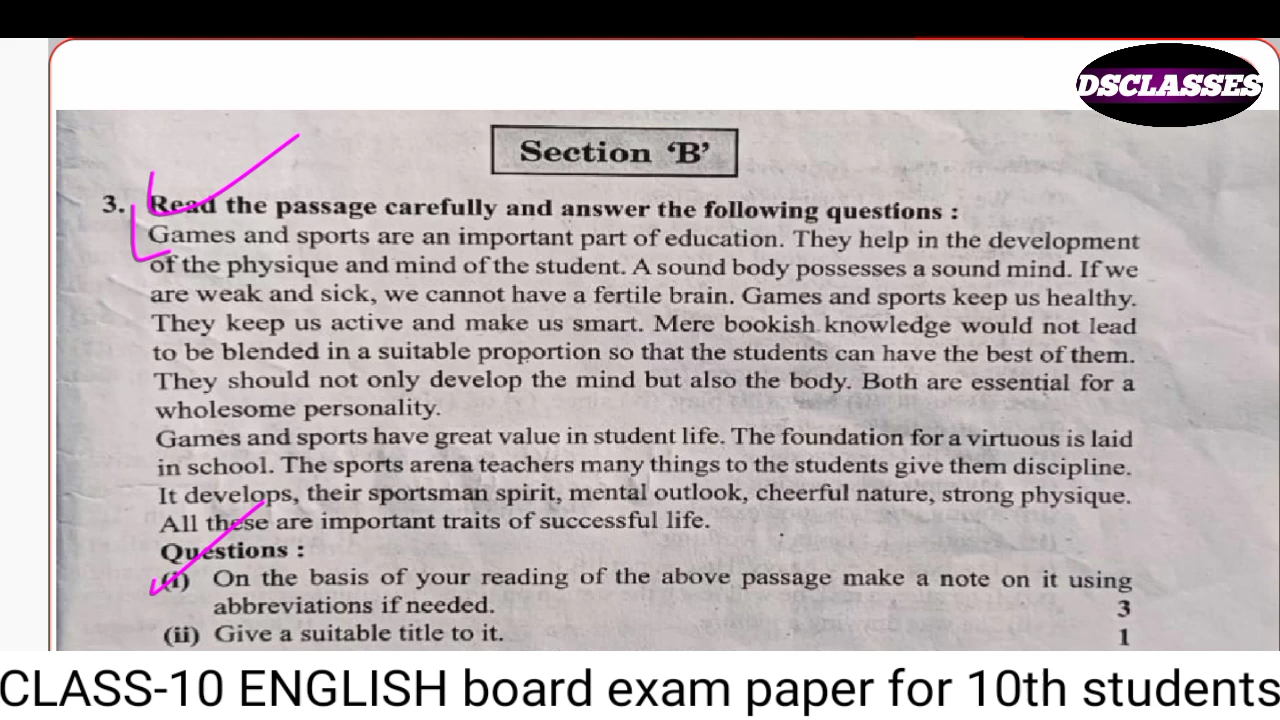 DSCLASSES
Section 'B'
3. Read the passage carefully and answer the following questions :
Games and sports are an important part of education. They help in the development
of the physique and mind of the student. A sound body possesses a sound mind. If we
are weak and sick, we cannot have a fertile brain. Games and sports keep us healthy.
They keep us active and make us smart. Mere bookish knowledge would not lead
to be blended in a suitable proportion so that the students can have the best of them.
They should not only develop the mind but also the body. Both are essential for a
wholesome personality.
Games and sports have great value in student life. The foundation for a virtuous is laid
in school. The sports arena teachers many things to the students give them discipline.
It develops, their sportsman spirit, mental outlook, cheerful nature, strong physique.
All these are important traits of successful life.
Questions :
(i) On the basis of your reading of the above passage make a note on it using
abbreviations if needed. 3
(ii) Give a suitable title to it. 1
CLASS-10 ENGLISH board exam paper for 10th students